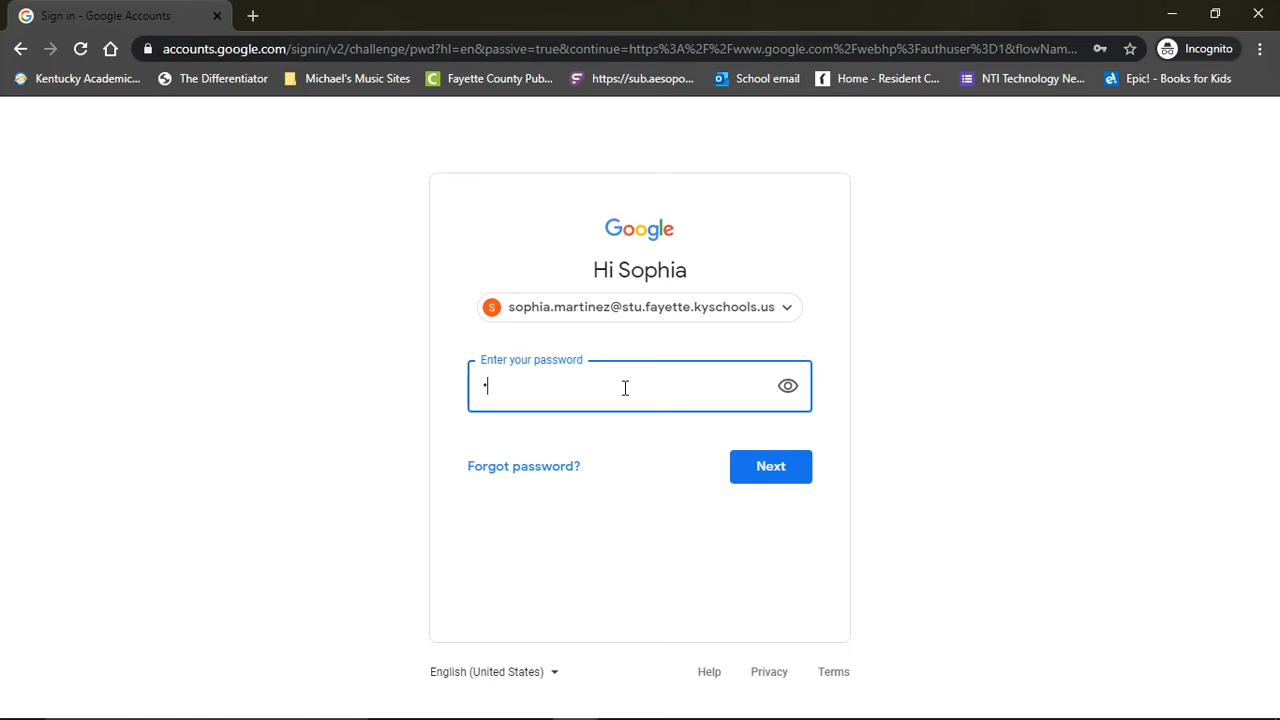 Sign in - Google Accounts
accounts.google.com/signin/v2/challenge/pwd?hl=en&passive=true&continue=https%3A%2F%2Fwww.google.com%2Fwebhp%3Fauthuser%3D1&flowNam...
Incognito
Kentucky Academic...
The Differentiator
Michael's Music Sites
Fayette County Pub...
https://sub.aesopo...
School email
Home - Resident C...
NTI Technology Ne...
Epic! - Books for Kids
Google
Hi Sophia
S sophia.martinez@stu.fayette.kyschools.us
Enter your password
Forgot password?
Next
English (United States)
Help
Privacy
Terms